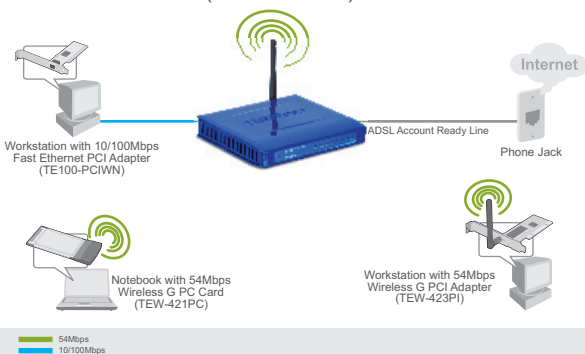 Internet
ADSL Account Ready Line
Phone Jack
Workstation with 10/100Mbps
Fast Ethernet PCI Adapter
(TE100-PCIWN)
Notebook with 54Mbps
Wireless G PC Card
(TEW-421PC)
Workstation with 54Mbps
Wireless G PCI Adapter
(TEW-423PI)
54Mbps
10/100Mbps